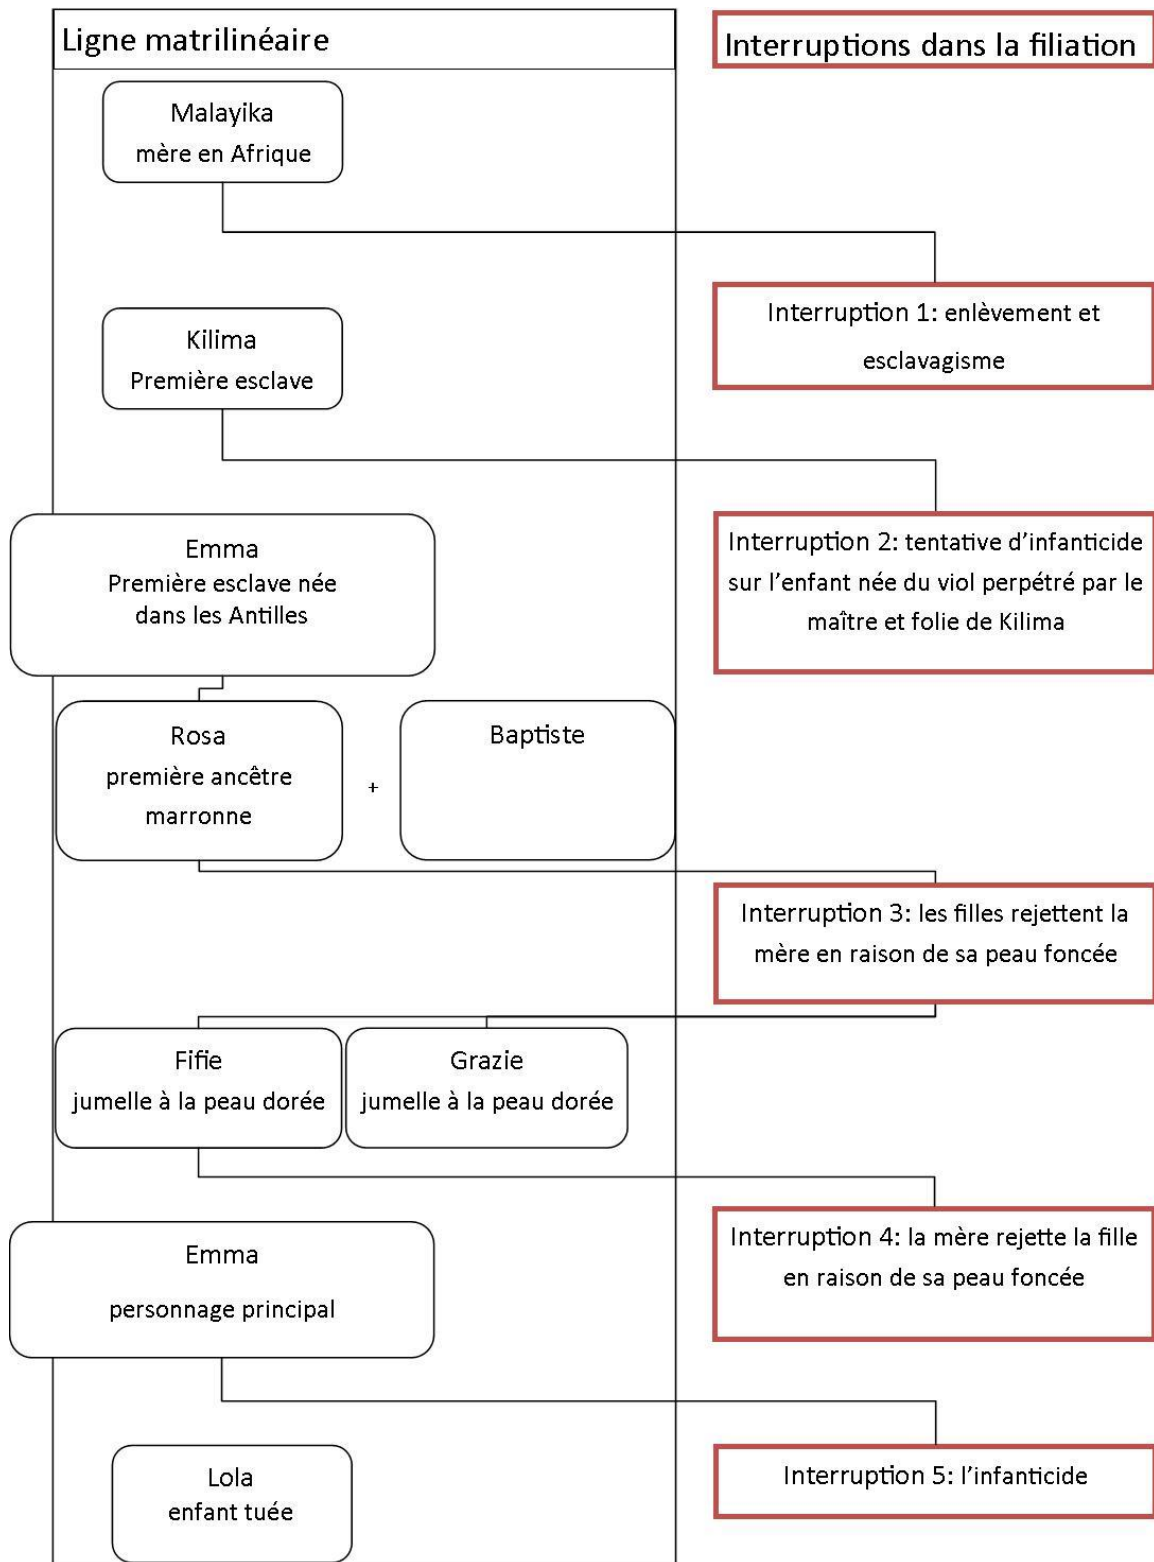 Ligne matrilinéaire
Interruptions dans la filiation
Malayika
mère en Afrique
Interruption 1: enlèvement et
esclavagisme
Kilima
Première esclave
Interruption 2: tentative d'infanticide
sur l'enfant née du viol perpétré par le
maître et folie de Kilima
Emma
Première esclave née
dans les Antilles
Rosa
première ancêtre
marronne
+
Baptiste
Interruption 3: les filles rejettent la
mère en raison de sa peau foncée
Fifie
jumelle à la peau dorée
Grazie
jumelle à la peau dorée
Interruption 4: la mère rejette la fille
en raison de sa peau foncée
Emma
personnage principal
Interruption 5: l'infanticide
Lola
enfant tuée